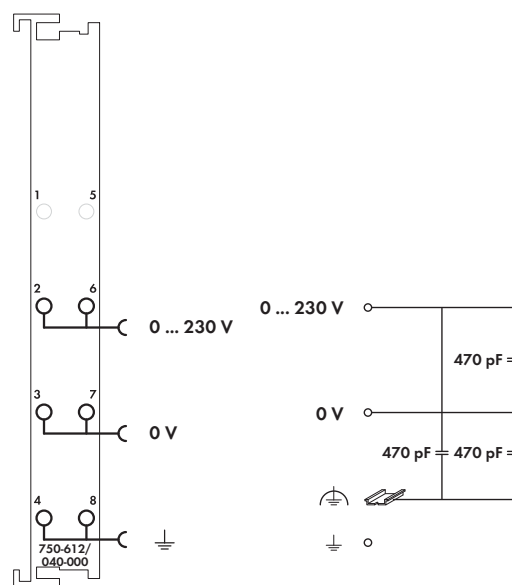 1 5
2 6
0 ... 230 V
0 ... 230 V
470 pF =
3 7
0 V
0 V
470 pF = 470 pF =
4 8
750-612/
040-000